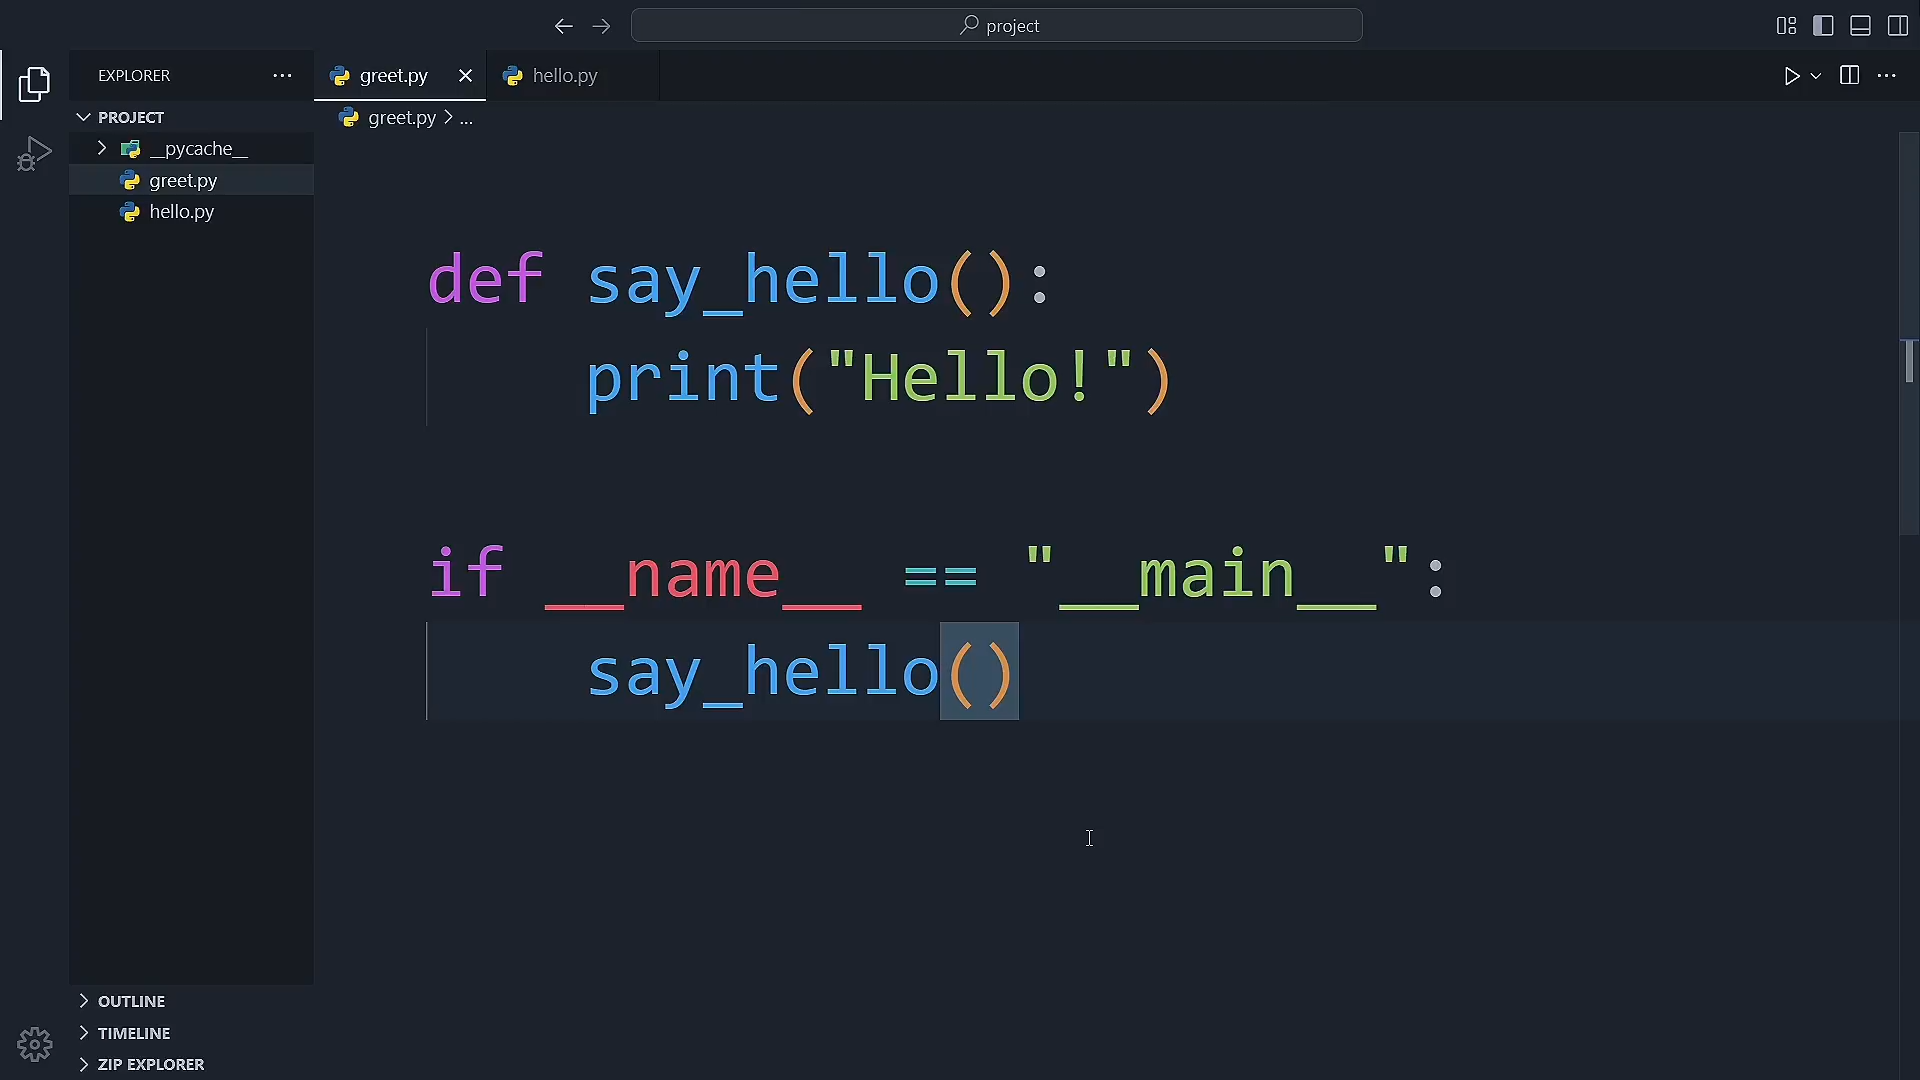 project
EXPLORER ...
greet.py
hello.py
PROJECT
greet.py > ...
__pycache__
greet.py
hello.py
def say_hello():
    print("Hello!")
if __name__ == "__main__":
    say_hello()
OUTLINE
TIMELINE
ZIP EXPLORER